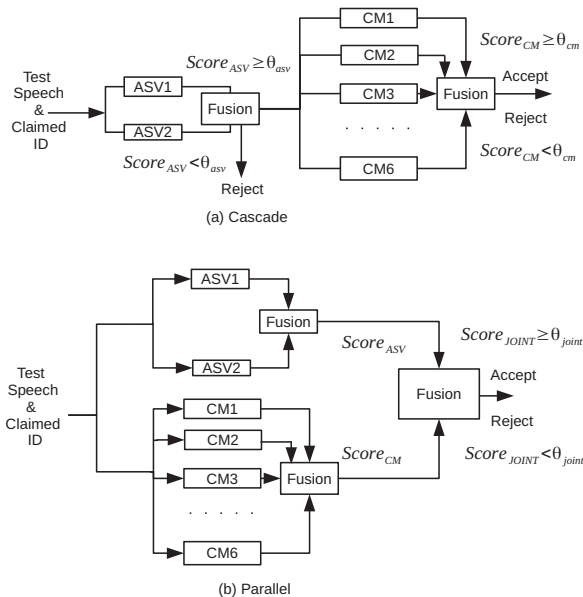 Test
Speech
&
Claimed
ID
ASV1
ASV2
Score_ASV ≥ θ_asv
Fusion
Score_ASV < θ_asv
Reject
CM1
CM2
CM3
. . . . .
CM6
Score_CM ≥ θ_cm
Fusion
Accept
Reject
Score_CM < θ_cm
(a) Cascade
Test
Speech
&
Claimed
ID
ASV1
Fusion
ASV2
Score_ASV
CM1
CM2
CM3
. . . . .
CM6
Fusion
Score_CM
Fusion
Score_JOINT ≥ θ_joint
Accept
Reject
Score_JOINT < θ_joint
(b) Parallel